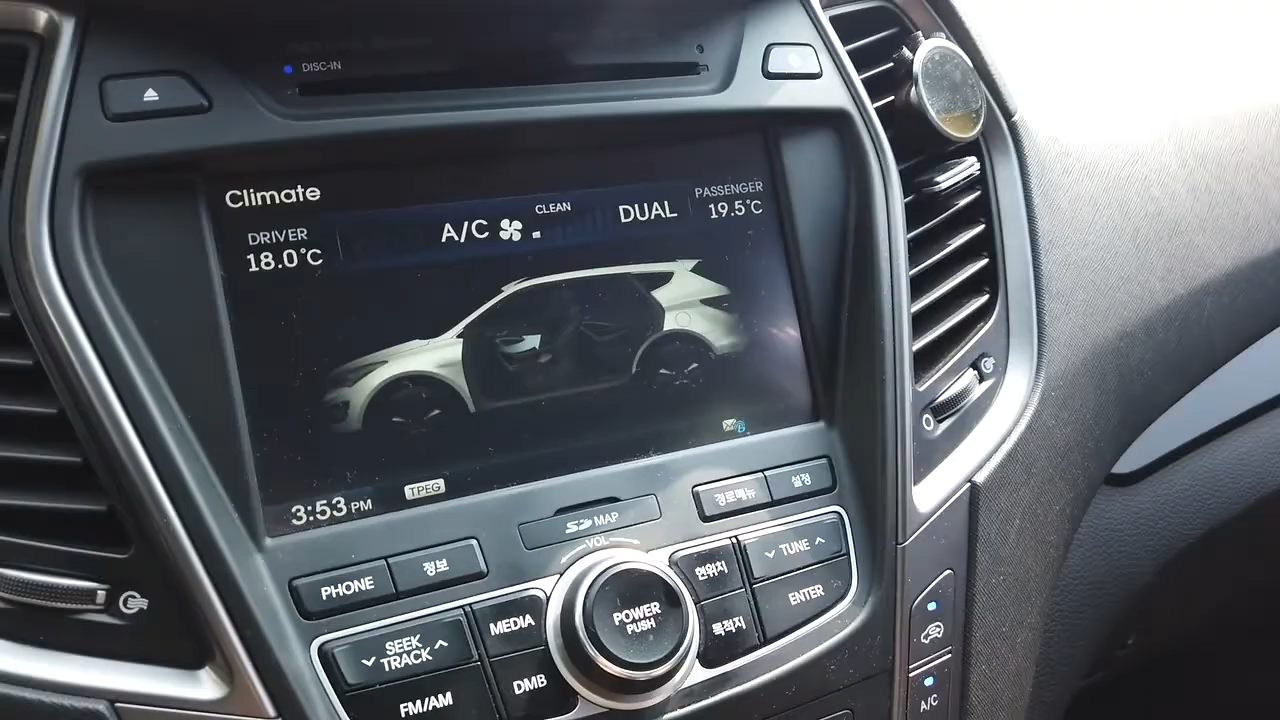 DISC-IN
Climate
DRIVER
18.0°C
A/C
CLEAN
DUAL
PASSENGER
19.5°C
3:53 PM
TPEG
SD MAP
경로메뉴
설정
PHONE
정보
VOL
SEEK
TRACK
MEDIA
POWER
PUSH
현위치
TUNE
FM/AM
DMB
목적지
ENTER
A/C